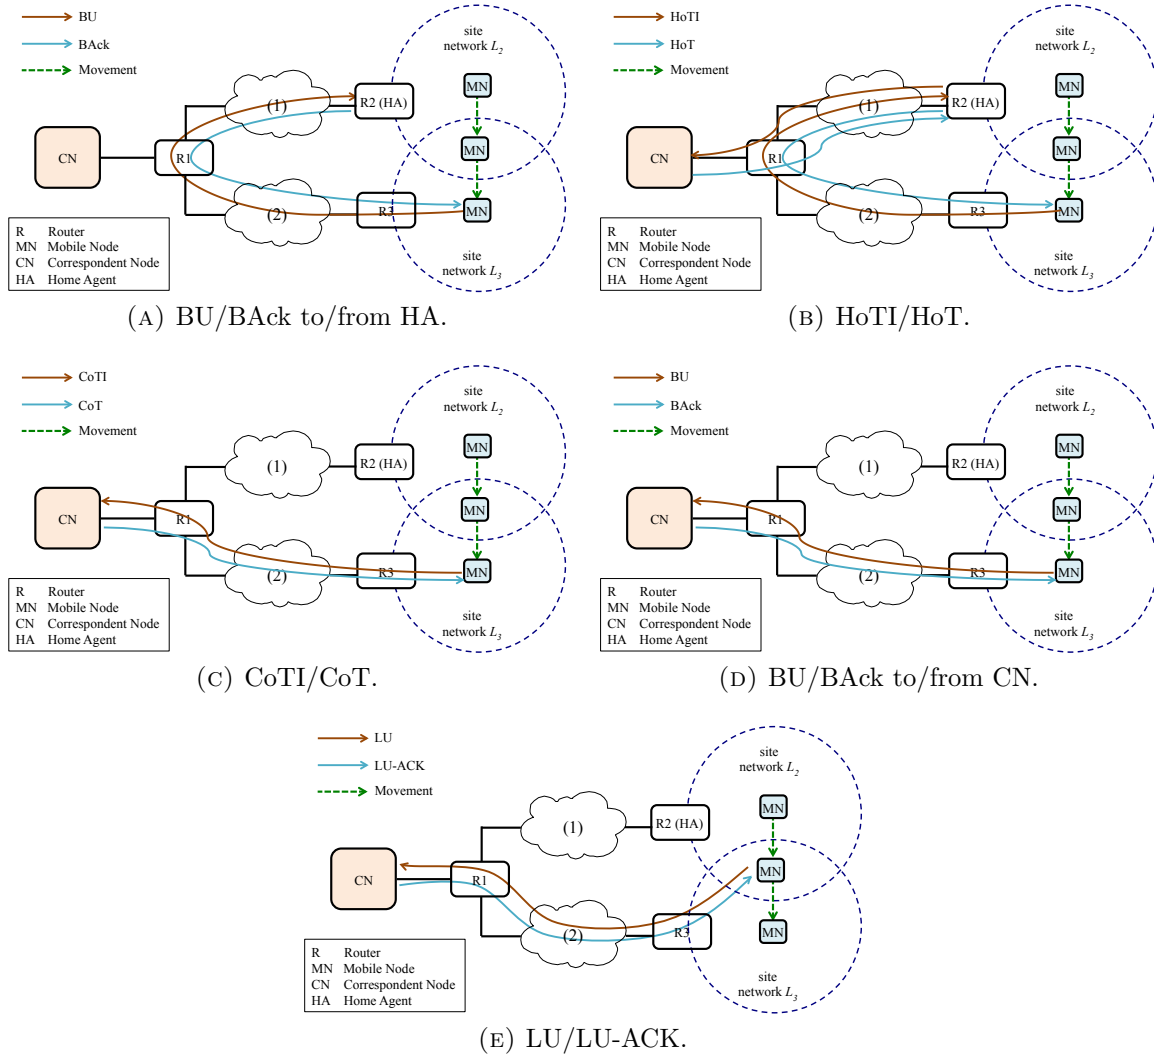 BU
BAck
Movement
site
network L2
MN
(1)
R2 (HA)
MN
CN
R1
MN
(2)
R3
R Router
MN Mobile Node
CN Correspondent Node
HA Home Agent
site
network L3
(A) BU/BAck to/from HA.
HoTI
HoT
Movement
site
network L2
MN
(1)
R2 (HA)
MN
CN
R1
MN
(2)
R3
R Router
MN Mobile Node
CN Correspondent Node
HA Home Agent
site
network L3
(B) HoTI/HoT.
CoTI
CoT
Movement
site
network L2
MN
(1)
R2 (HA)
MN
CN
R1
MN
(2)
R3
R Router
MN Mobile Node
CN Correspondent Node
HA Home Agent
site
network L3
(C) CoTI/CoT.
BU
BAck
Movement
site
network L2
MN
(1)
R2 (HA)
MN
CN
R1
MN
(2)
R3
R Router
MN Mobile Node
CN Correspondent Node
HA Home Agent
site
network L3
(D) BU/BAck to/from CN.
LU
LU-ACK
Movement
site
network L2
MN
(1)
R2 (HA)
MN
CN
R1
MN
(2)
R3
R Router
MN Mobile Node
CN Correspondent Node
HA Home Agent
site
network L3
(E) LU/LU-ACK.